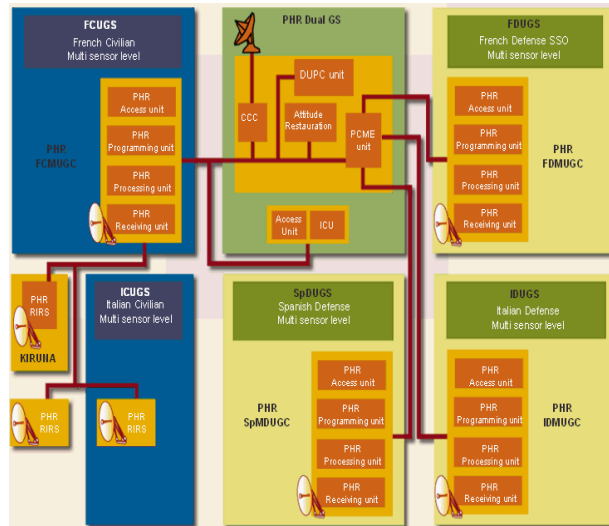 FCUGS
French Civilian
Multi sensor level
PHR
Access unit
PHR
Programming unit
PHR
Processing unit
PHR
Receiving unit
PHR
FCMUGC
PHR Dual GS
DUPC unit
CCC
Attitude
Restauration
PCME
unit
Access
Unit
ICU
FDUGS
French Defense SSO
Multi sensor level
PHR
Access unit
PHR
Programming unit
PHR
Processing unit
PHR
Receiving unit
PHR
FDMUGC
PHR
RIRS
KIRUNA
PHR
RIRS
ICUGS
Italian Civilian
Multi sensor level
PHR
RIRS
SpDUGS
Spanish Defense
Multi sensor level
PHR
Access unit
PHR
Programming unit
PHR
Processing unit
PHR
Receiving unit
PHR
SpMDUGC
IDUGS
Italian Defense
Multi sensor level
PHR
Access unit
PHR
Programming unit
PHR
Processing unit
PHR
Receiving unit
PHR
IDMUGC